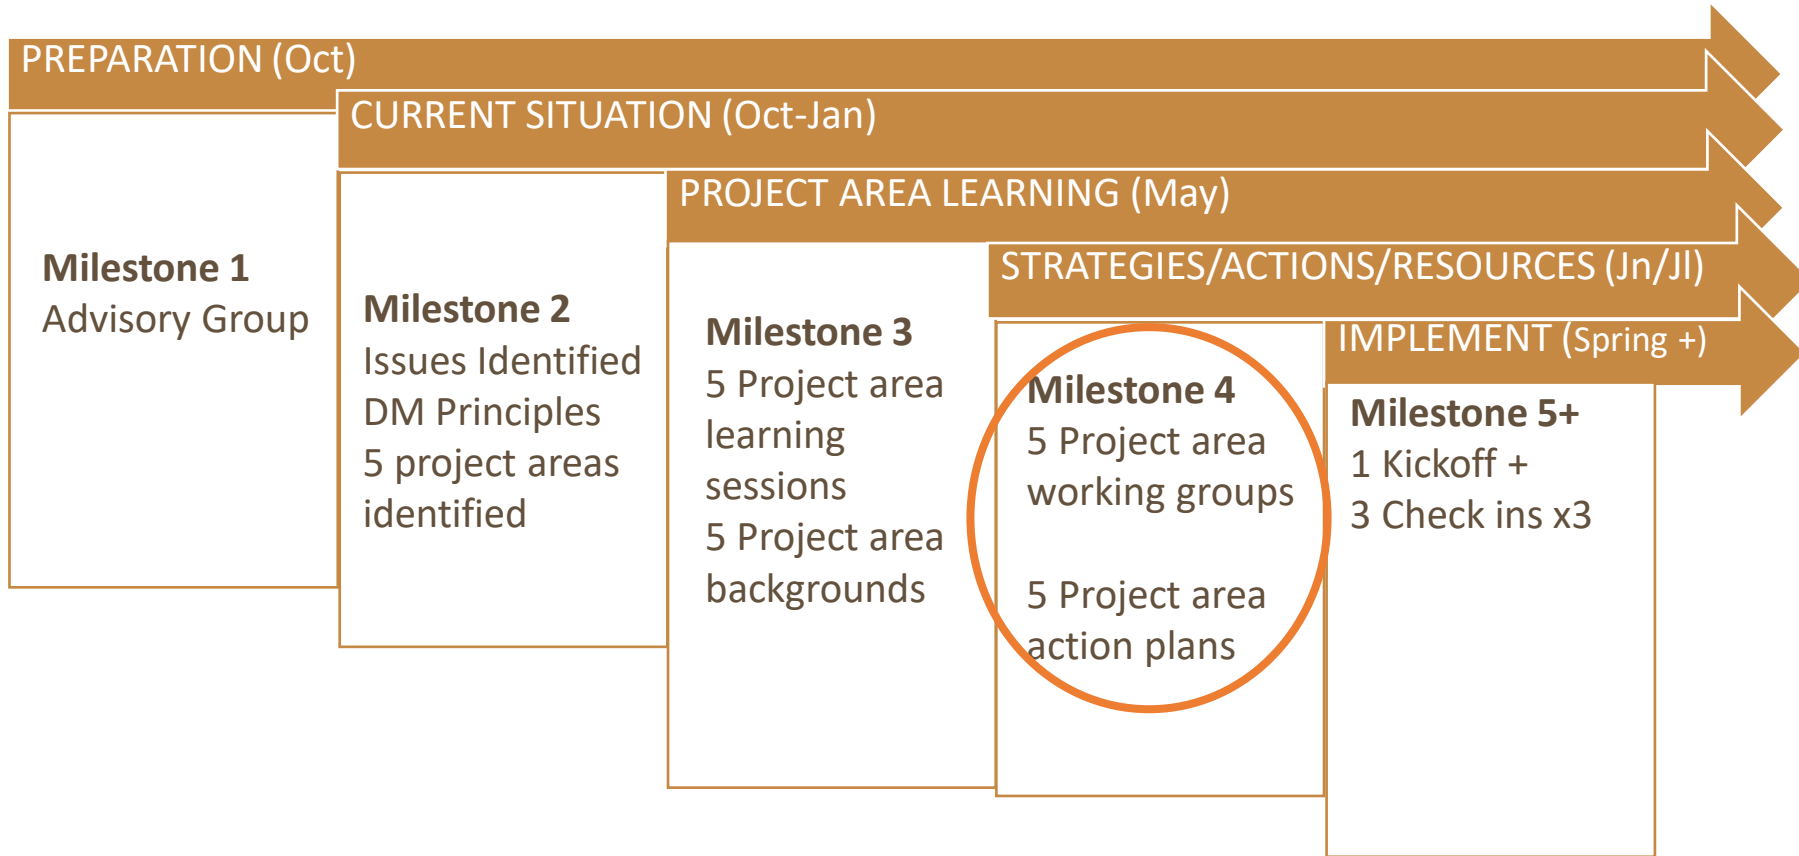 PREPARATION (Oct)
CURRENT SITUATION (Oct-Jan)
PROJECT AREA LEARNING (May)
STRATEGIES/ACTIONS/RESOURCES (Jn/Jl)
IMPLEMENT (Spring +)
Milestone 1
Advisory Group
Milestone 2
Issues Identified
DM Principles
5 project areas
identified
Milestone 3
5 Project area
learning
sessions
5 Project area
backgrounds
Milestone 4
5 Project area
working groups
5 Project area
action plans
Milestone 5+
1 Kickoff +
3 Check ins x3